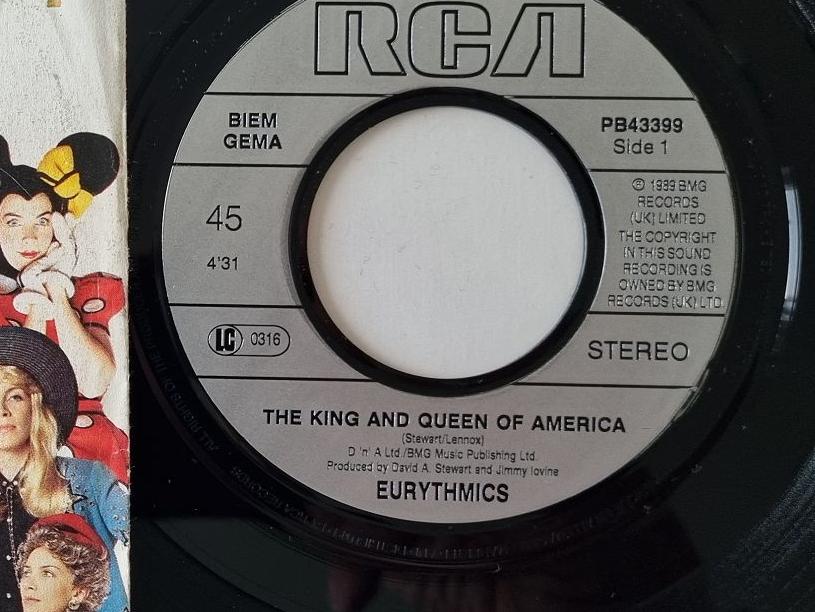 RCA
BIEM
GEMA
PB43399
Side 1
45
4'31
℗ 1989 BMG
RECORDS
(UK) LIMITED
THE COPYRIGHT
IN THIS SOUND
RECORDING IS
OWNED BY BMG
RECORDS (UK) LTD
LC 0316
STEREO
THE KING AND QUEEN OF AMERICA
(Stewart/Lennox)
D 'n' A Ltd./BMG Music Publishing Ltd.
Produced by David A. Stewart and Jimmy Iovine
EURYTHMICS